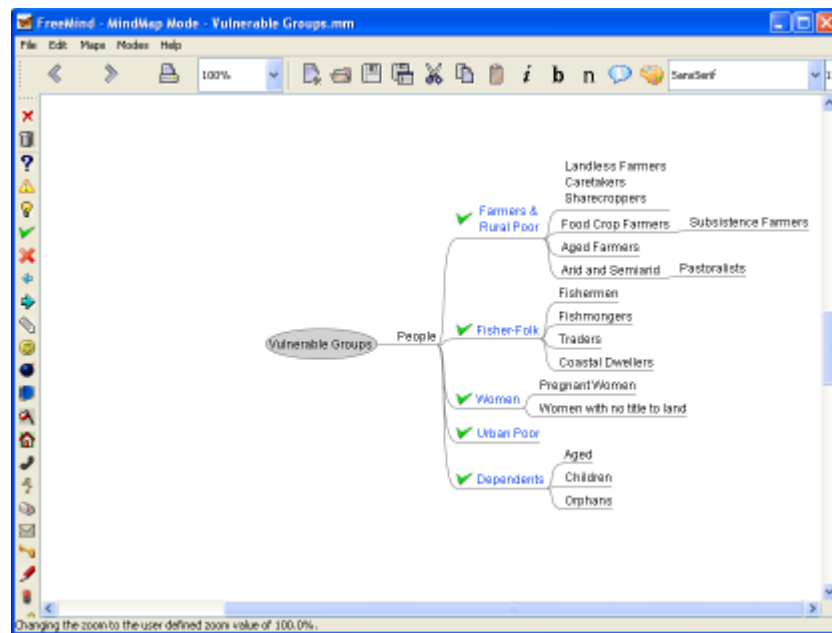 FreeMind - MindMap Mode - Vulnerable Groups.mm
File Edit Maps Modes Help
100%
i b n
SansSerif
Landless Farmers
Caretakers
Sharecroppers
Farmers &
Rural Poor
Food Crop Farmers
Subsistence Farmers
Aged Farmers
Arid and Semiarid
Pastoralists
Fishermen
Fishmongers
Vulnerable Groups
People
Fisher-Folk
Traders
Coastal Dwellers
Pregnant Women
Women
Women with no title to land
Urban Poor
Aged
Dependents
Children
Orphans
Changing the zoom to the user defined zoom value of 100.0%.